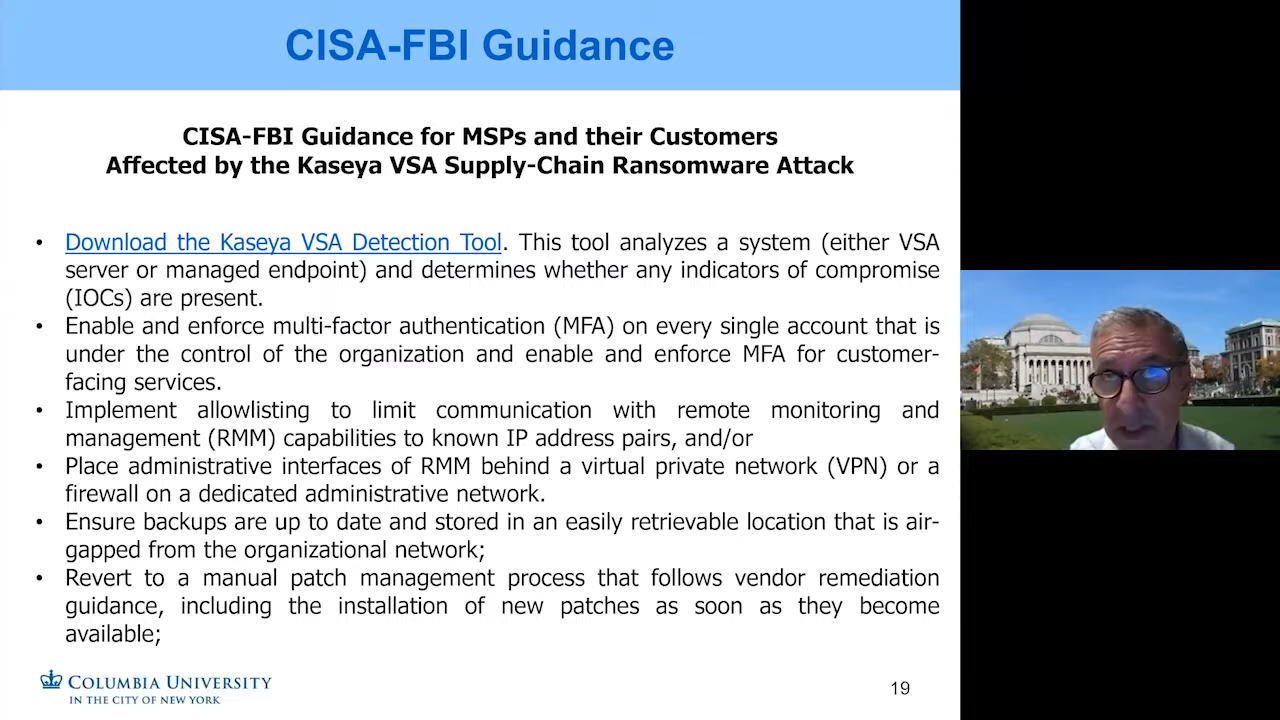 CISA-FBI Guidance
CISA-FBI Guidance for MSPs and their Customers
Affected by the Kaseya VSA Supply-Chain Ransomware Attack
• Download the Kaseya VSA Detection Tool. This tool analyzes a system (either VSA
server or managed endpoint) and determines whether any indicators of compromise
(IOCs) are present.
• Enable and enforce multi-factor authentication (MFA) on every single account that is
under the control of the organization and enable and enforce MFA for customer-
facing services.
• Implement allowlisting to limit communication with remote monitoring and
management (RMM) capabilities to known IP address pairs, and/or
• Place administrative interfaces of RMM behind a virtual private network (VPN) or a
firewall on a dedicated administrative network.
• Ensure backups are up to date and stored in an easily retrievable location that is air-
gapped from the organizational network;
• Revert to a manual patch management process that follows vendor remediation
guidance, including the installation of new patches as soon as they become
available;
COLUMBIA UNIVERSITY
IN THE CITY OF NEW YORK
19